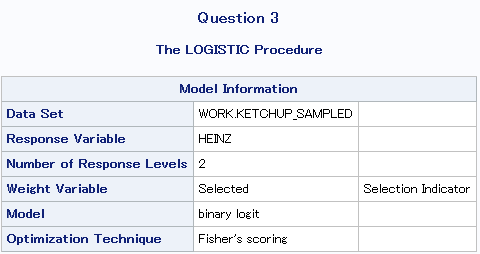 Question 3
The LOGISTIC Procedure
Model Information
Data Set WORK.KETCHUP_SAMPLED
Response Variable HEINZ
Number of Response Levels 2
Weight Variable Selected Selection Indicator
Model binary logit
Optimization Technique Fisher's scoring